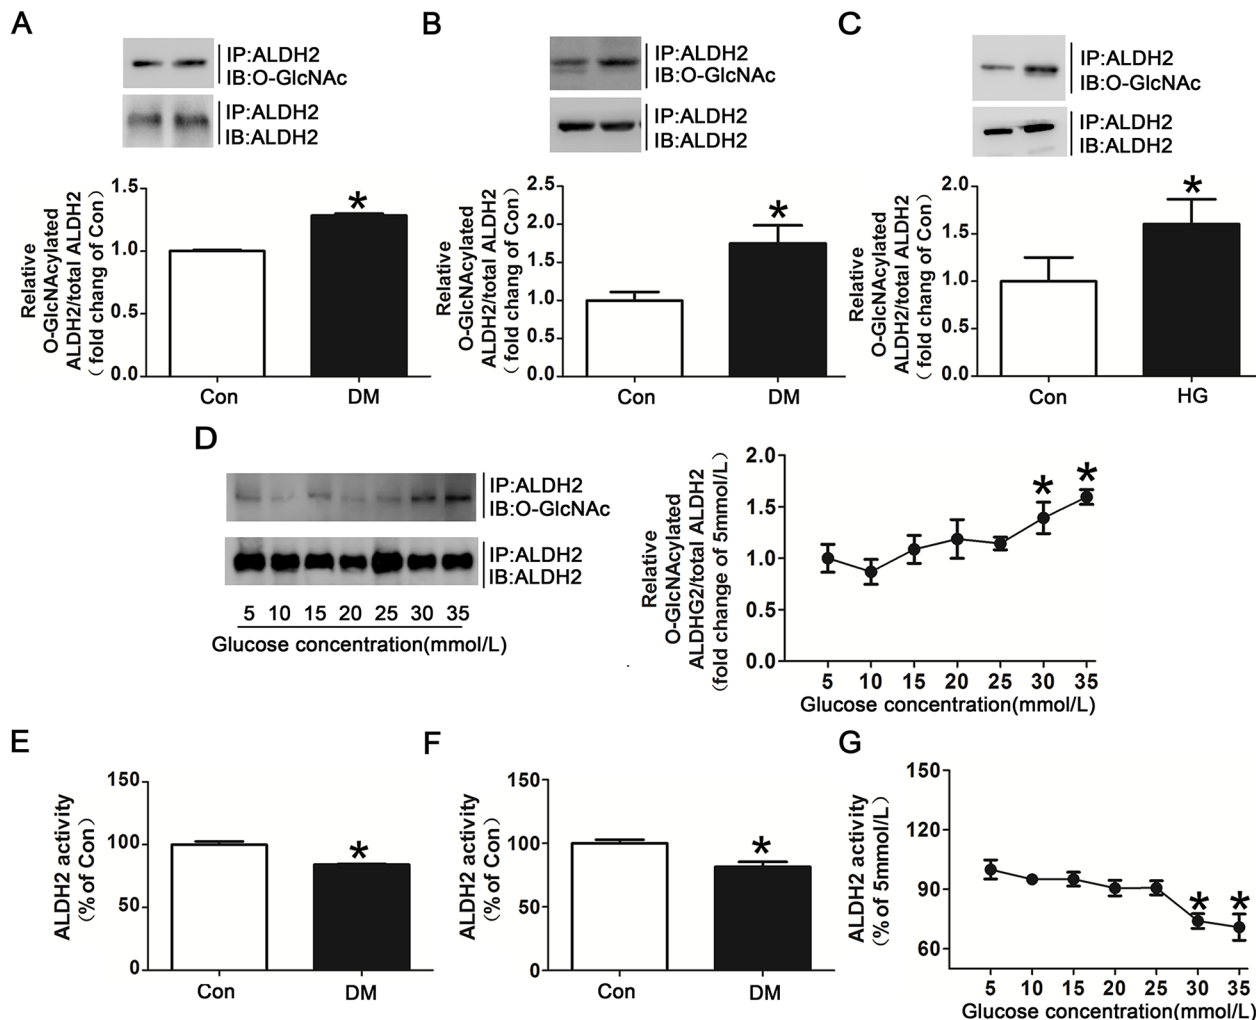 A
IP:ALDH2
IB:O-GlcNAc
IP:ALDH2
IB:ALDH2
Relative
O-GlcNAcylated
ALDH2/total ALDH2
（fold chang of Con）
1.5
1.0
0.5
0.0
*
Con
DM
B
IP:ALDH2
IB:O-GlcNAc
IP:ALDH2
IB:ALDH2
Relative
O-GlcNAcylated
ALDH2/total ALDH2
（fold chang of Con）
2.5
2.0
1.5
1.0
0.5
0.0
*
Con
DM
C
IP:ALDH2
IB:O-GlcNAc
IP:ALDH2
IB:ALDH2
Relative
O-GlcNAcylated
ALDH2/total ALDH2
（fold chang of Con）
2.0
1.5
1.0
0.5
0.0
*
Con
HG
D
IP:ALDH2
IB:O-GlcNAc
IP:ALDH2
IB:ALDH2
5 10 15 20 25 30 35
Glucose concentration(mmol/L)
Relative
O-GlcNAcylated
ALDHG2/total ALDH2
（fold change of 5mmol/L）
2.0
1.5
1.0
0.5
0.0
* *
5 10 15 20 25 30 35
Glucose concentration(mmol/L)
E
ALDH2 activity
（% of Con）
150
100
50
0
*
Con
DM
F
ALDH2 activity
（% of Con）
150
100
50
0
*
Con
DM
G
ALDH2 activity
（% of 5mmol/L）
150
120
90
60
* *
5 10 15 20 25 30 35
Glucose concentration(mmol/L)